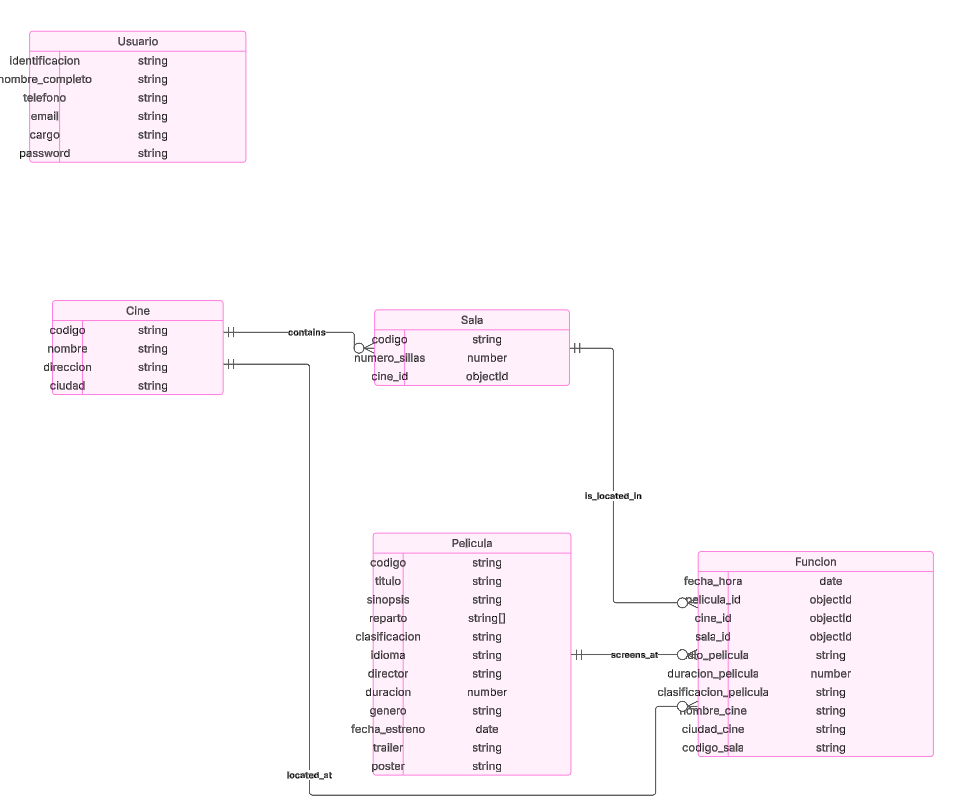 Usuario
identificacion string
nombre_completo string
telefono string
email string
cargo string
password string
Cine
codigo string
nombre string
direccion string
ciudad string
contains
Sala
codigo string
numero_sillas number
cine_id objectId
is_located_in
Pelicula
codigo string
titulo string
sinopsis string
reparto string[]
clasificacion string
idioma string
director string
duracion number
genero string
fecha_estreno date
trailer string
poster string
screens_at
located_at
Funcion
fecha_hora date
pelicula_id objectId
cine_id objectId
sala_id objectId
string
duracion_pelicula number
clasificacion_pelicula string
nombre_cine string
ciudad_cine string
codigo_sala string